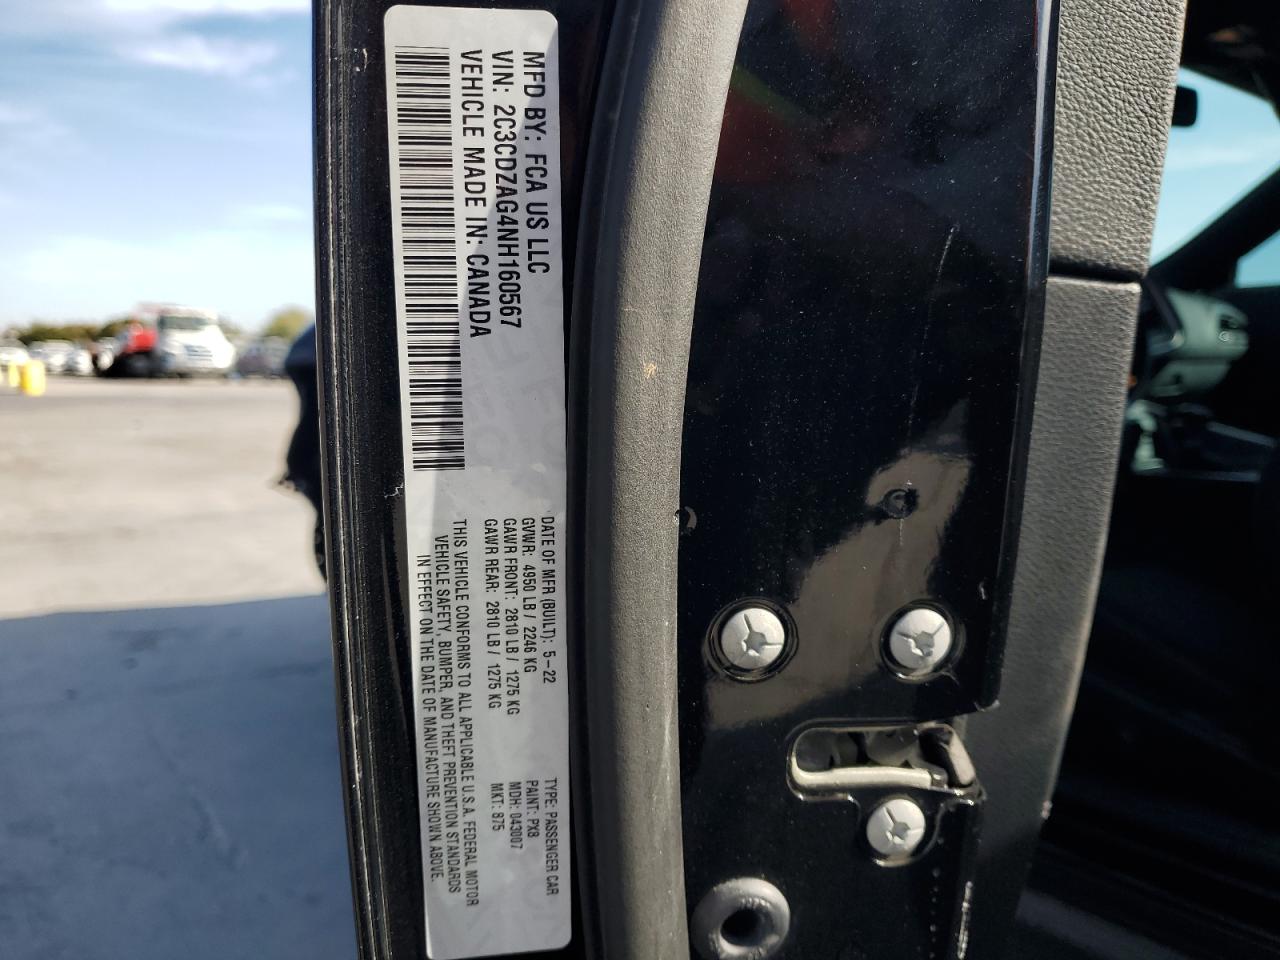 MFD BY: FCA US LLC
VIN: 2C3CDZAG4NH160567
VEHICLE MADE IN: CANADA
DATE OF MFR (BUILT): 5-22
GVWR: 4950 LB / 2246 KG
GAWR FRONT: 2810 LB / 1275 KG
GAWR REAR: 2810 LB / 1275 KG
THIS VEHICLE CONFORMS TO ALL APPLICABLE U.S.A. FEDERAL MOTOR
VEHICLE SAFETY, BUMPER, AND THEFT PREVENTION STANDARDS
IN EFFECT ON THE DATE OF MANUFACTURE SHOWN ABOVE.
TYPE: PASSENGER CAR
PAINT: PX8
MDH: 043007
MKT: 875